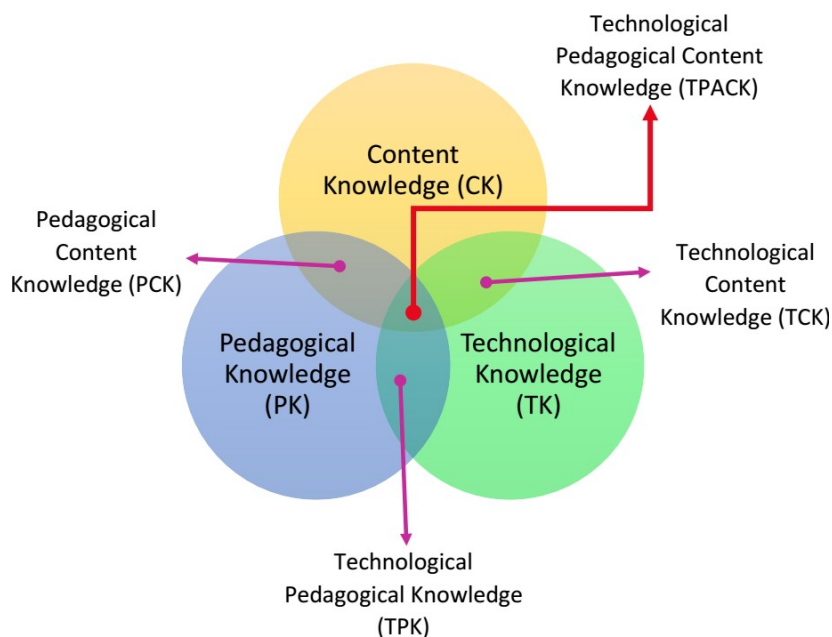 Technological
Pedagogical Content
Knowledge (TPACK)
Content
Knowledge (CK)
Pedagogical
Content
Knowledge (PCK)
Technological
Content
Knowledge (TCK)
Pedagogical
Knowledge
(PK)
Technological
Knowledge
(TK)
Technological
Pedagogical Knowledge
(TPK)